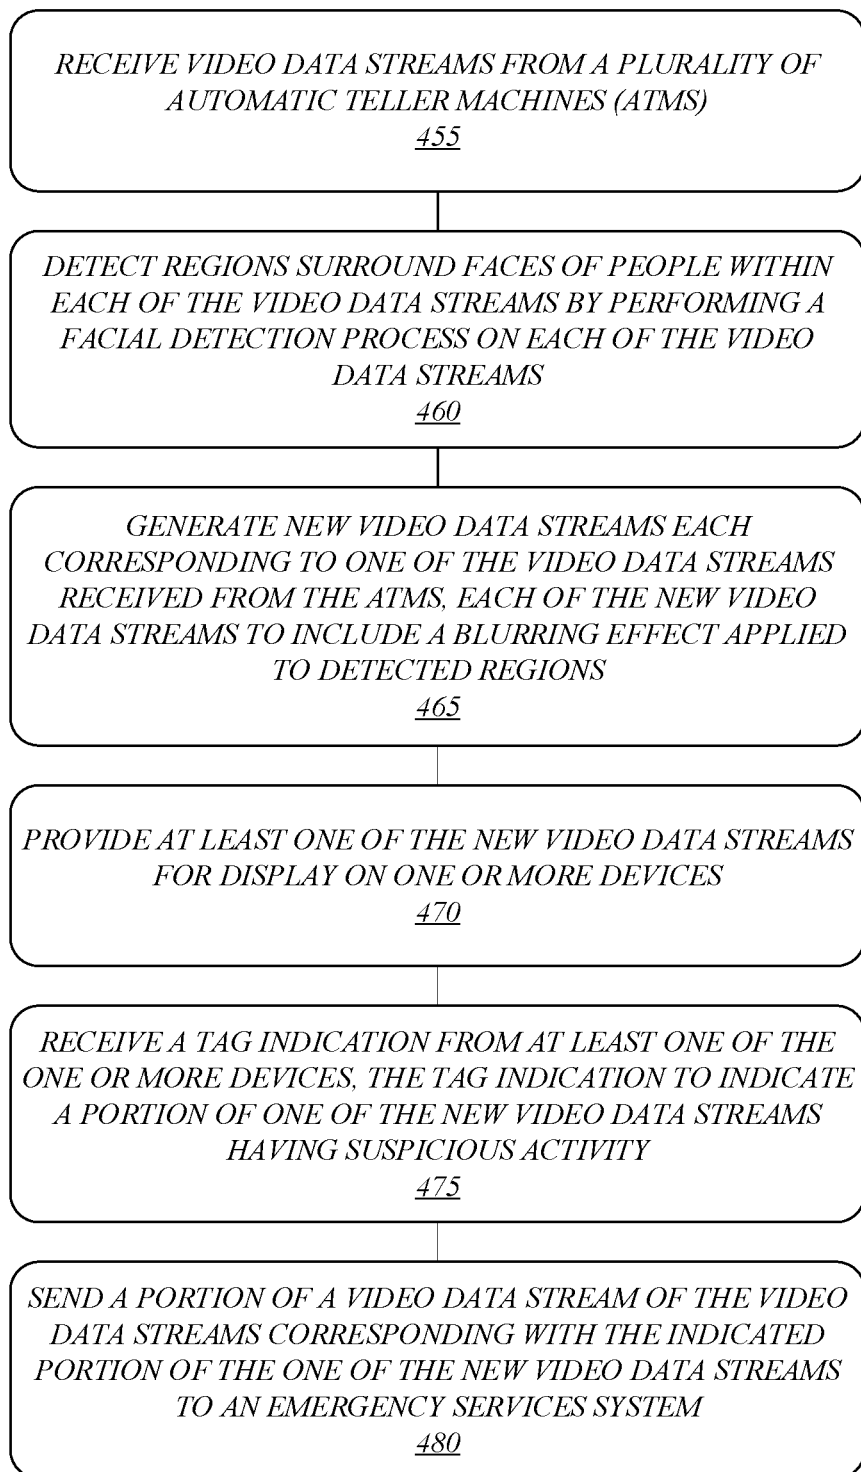 RECEIVE VIDEO DATA STREAMS FROM A PLURALITY OF
AUTOMATIC TELLER MACHINES (ATMS)
455
DETECT REGIONS SURROUND FACES OF PEOPLE WITHIN
EACH OF THE VIDEO DATA STREAMS BY PERFORMING A
FACIAL DETECTION PROCESS ON EACH OF THE VIDEO
DATA STREAMS
460
GENERATE NEW VIDEO DATA STREAMS EACH
CORRESPONDING TO ONE OF THE VIDEO DATA STREAMS
RECEIVED FROM THE ATMS, EACH OF THE NEW VIDEO
DATA STREAMS TO INCLUDE A BLURRING EFFECT APPLIED
TO DETECTED REGIONS
465
PROVIDE AT LEAST ONE OF THE NEW VIDEO DATA STREAMS
FOR DISPLAY ON ONE OR MORE DEVICES
470
RECEIVE A TAG INDICATION FROM AT LEAST ONE OF THE
ONE OR MORE DEVICES, THE TAG INDICATION TO INDICATE
A PORTION OF ONE OF THE NEW VIDEO DATA STREAMS
HAVING SUSPICIOUS ACTIVITY
475
SEND A PORTION OF A VIDEO DATA STREAM OF THE VIDEO
DATA STREAMS CORRESPONDING WITH THE INDICATED
PORTION OF THE ONE OF THE NEW VIDEO DATA STREAMS
TO AN EMERGENCY SERVICES SYSTEM
480